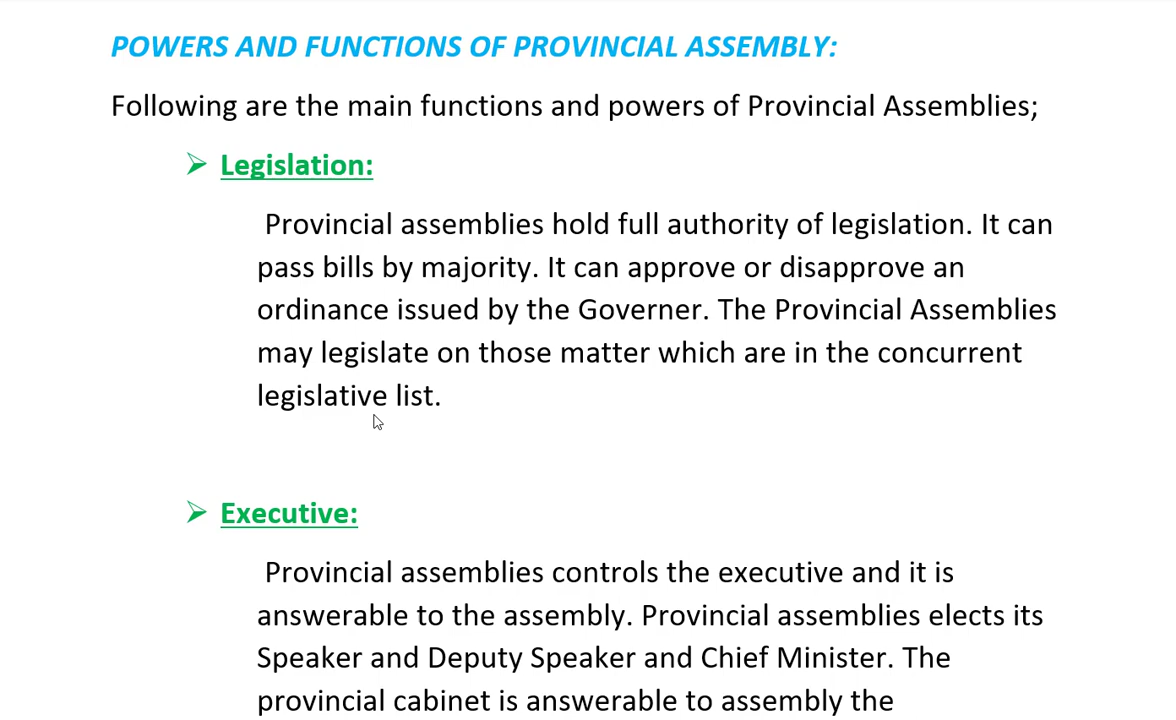 POWERS AND FUNCTIONS OF PROVINCIAL ASSEMBLY:
Following are the main functions and powers of Provincial Assemblies;
Legislation:
Provincial assemblies hold full authority of legislation. It can
pass bills by majority. It can approve or disapprove an
ordinance issued by the Governer. The Provincial Assemblies
may legislate on those matter which are in the concurrent
legislative list.
Executive:
Provincial assemblies controls the executive and it is
answerable to the assembly. Provincial assemblies elects its
Speaker and Deputy Speaker and Chief Minister. The
provincial cabinet is answerable to assembly the